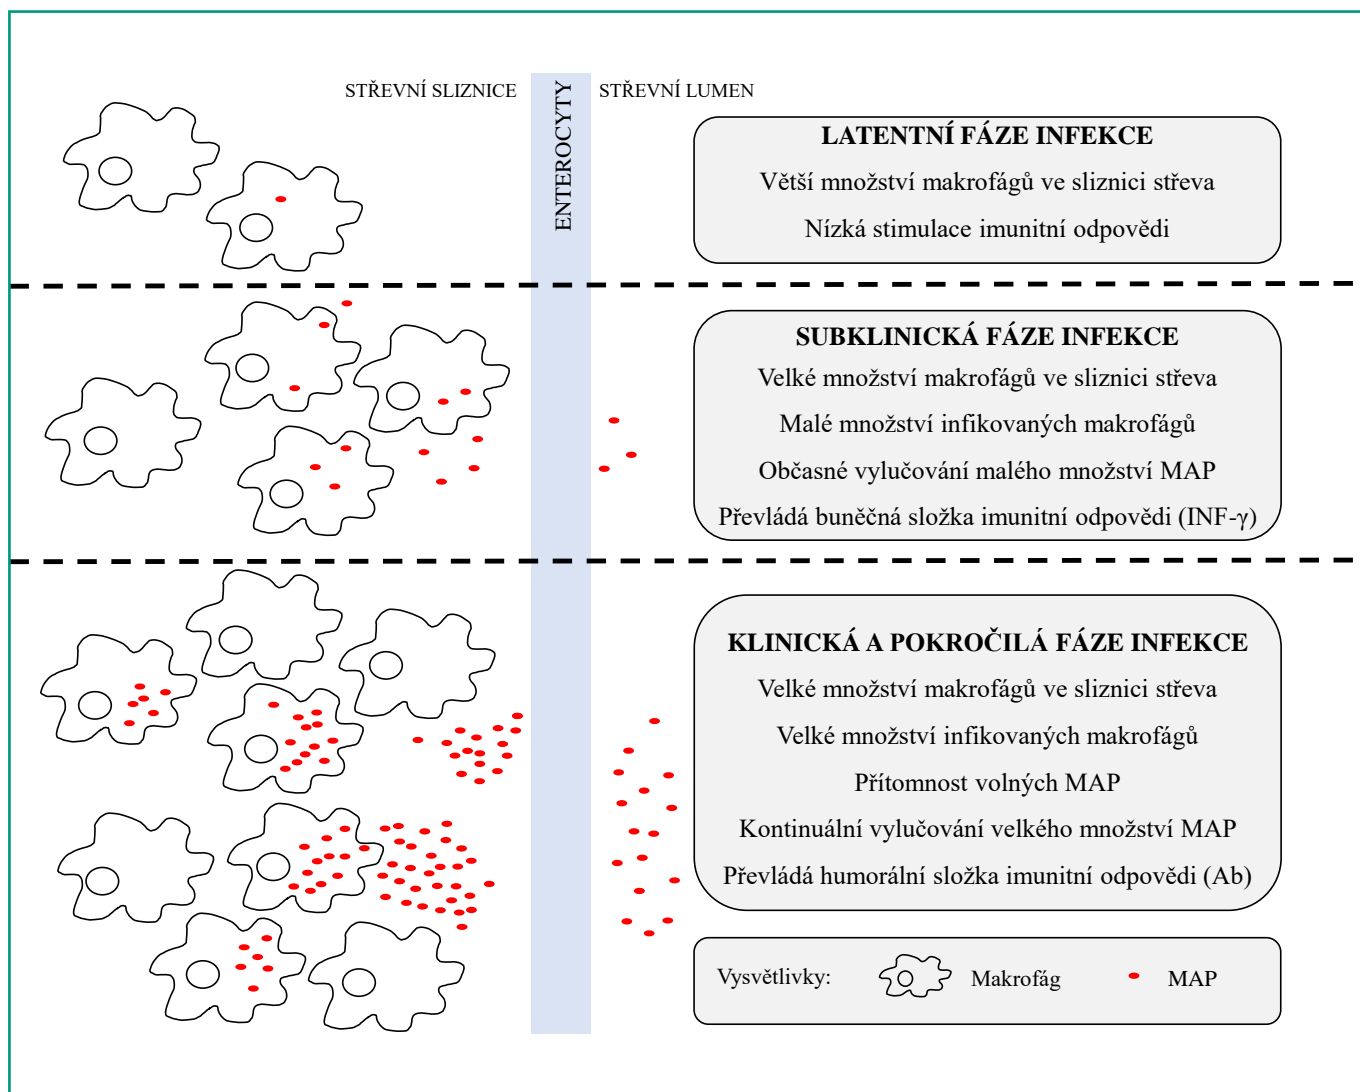 STŘEVNÍ SLIZNICE
ENTEROCYTY
STŘEVNÍ LUMEN
LATENTNÍ FÁZE INFEKCE
Větší množství makrofágů ve sliznici střeva
Nízká stimulace imunitní odpovědi
SUBKLINICKÁ FÁZE INFEKCE
Velké množství makrofágů ve sliznici střeva
Malé množství infikovaných makrofágů
Občasné vylučování malého množství MAP
Převládá buněčná složka imunitní odpovědi (INF-γ)
KLINICKÁ A POKROČILÁ FÁZE INFEKCE
Velké množství makrofágů ve sliznici střeva
Velké množství infikovaných makrofágů
Přítomnost volných MAP
Kontinuální vylučování velkého množství MAP
Převládá humorální složka imunitní odpovědi (Ab)
Vysvětlivky: Makrofág MAP